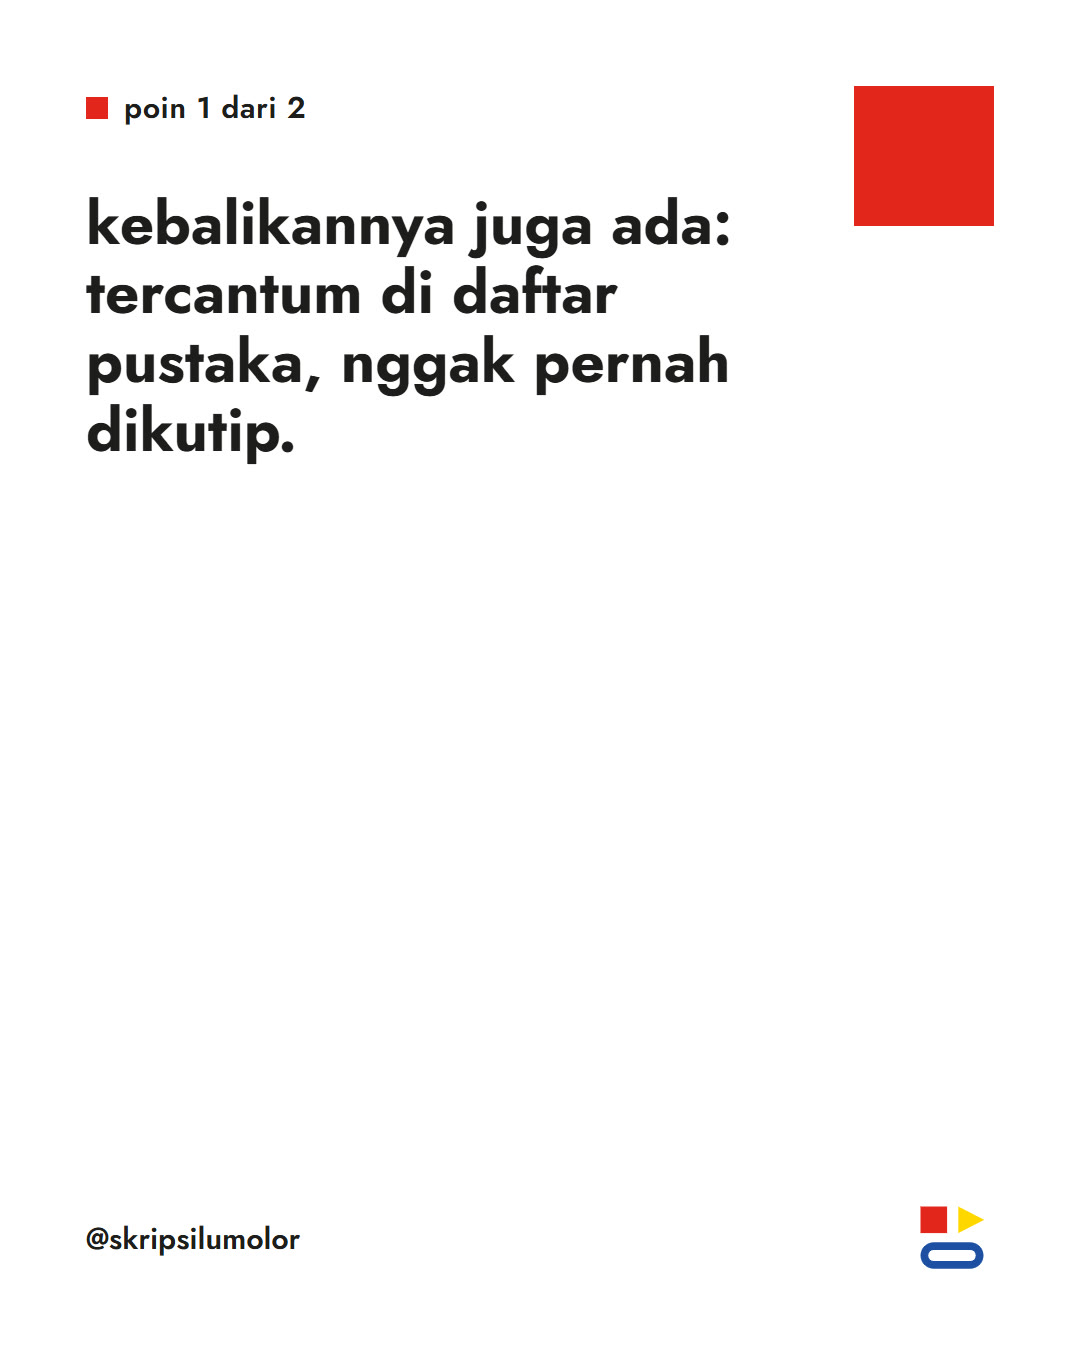 poin 1 dari 2
kebalikannya juga ada:
tercantum di daftar
pustaka, nggak pernah
dikutip.
@skripsilumolor